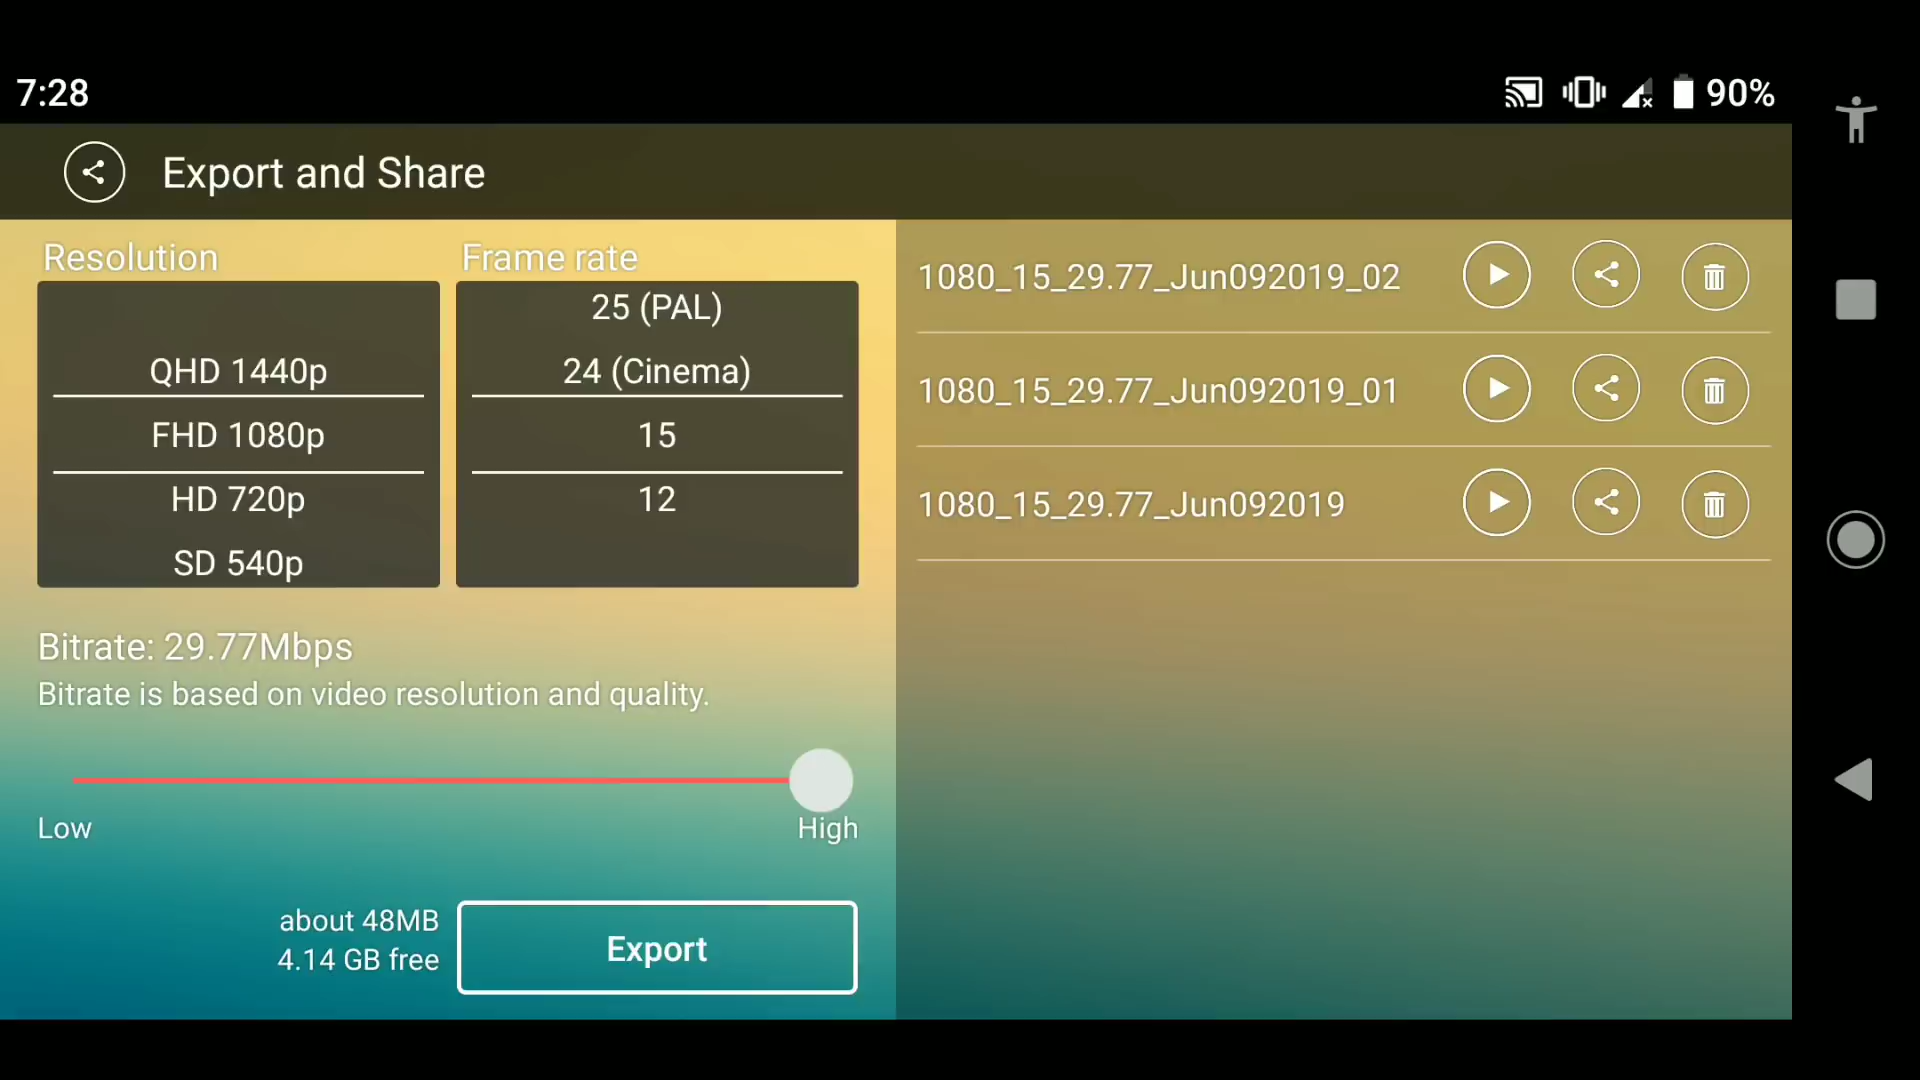 7:28
90%
Export and Share
Resolution
Frame rate
QHD 1440p
FHD 1080p
HD 720p
SD 540p
25 (PAL)
24 (Cinema)
15
12
Bitrate: 29.77Mbps
Bitrate is based on video resolution and quality.
Low
High
about 48MB
4.14 GB free
Export
1080_15_29.77_Jun092019_02
1080_15_29.77_Jun092019_01
1080_15_29.77_Jun092019